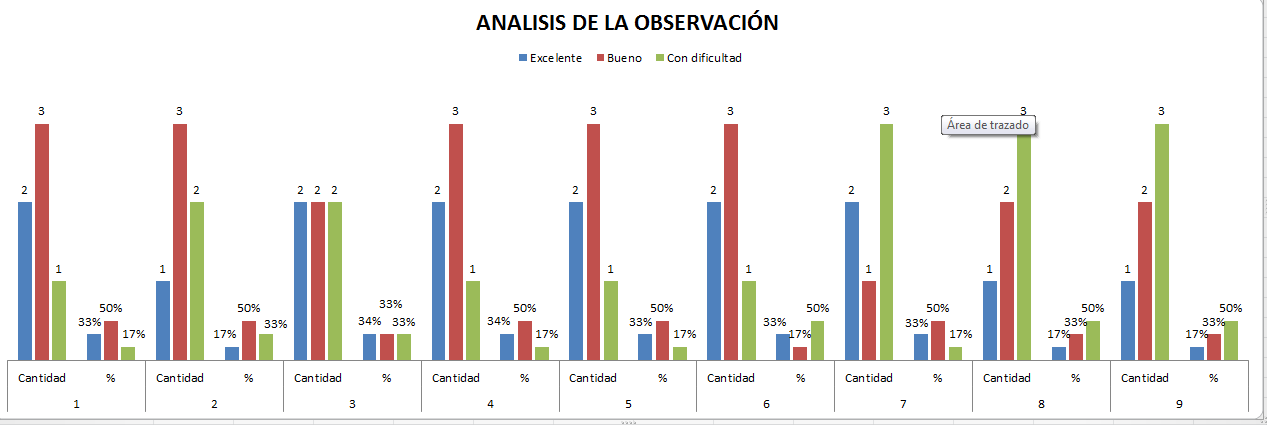 ANALISIS DE LA OBSERVACIÓN
Excelente Bueno Con dificultad
3 3 3 3 3 3 3 3
Área de trazado
2 2 2 2 2 2 2 2 2 2 2
1 1 1 1 1 1 1 1
50% 50% 33% 50% 50% 50% 50% 50% 50%
33% 17% 17% 33% 34% 33% 34% 17% 33% 17% 33% 17% 33% 17% 17% 33% 17% 33%
Cantidad % Cantidad % Cantidad % Cantidad % Cantidad % Cantidad % Cantidad % Cantidad % Cantidad %
1 2 3 4 5 6 7 8 9